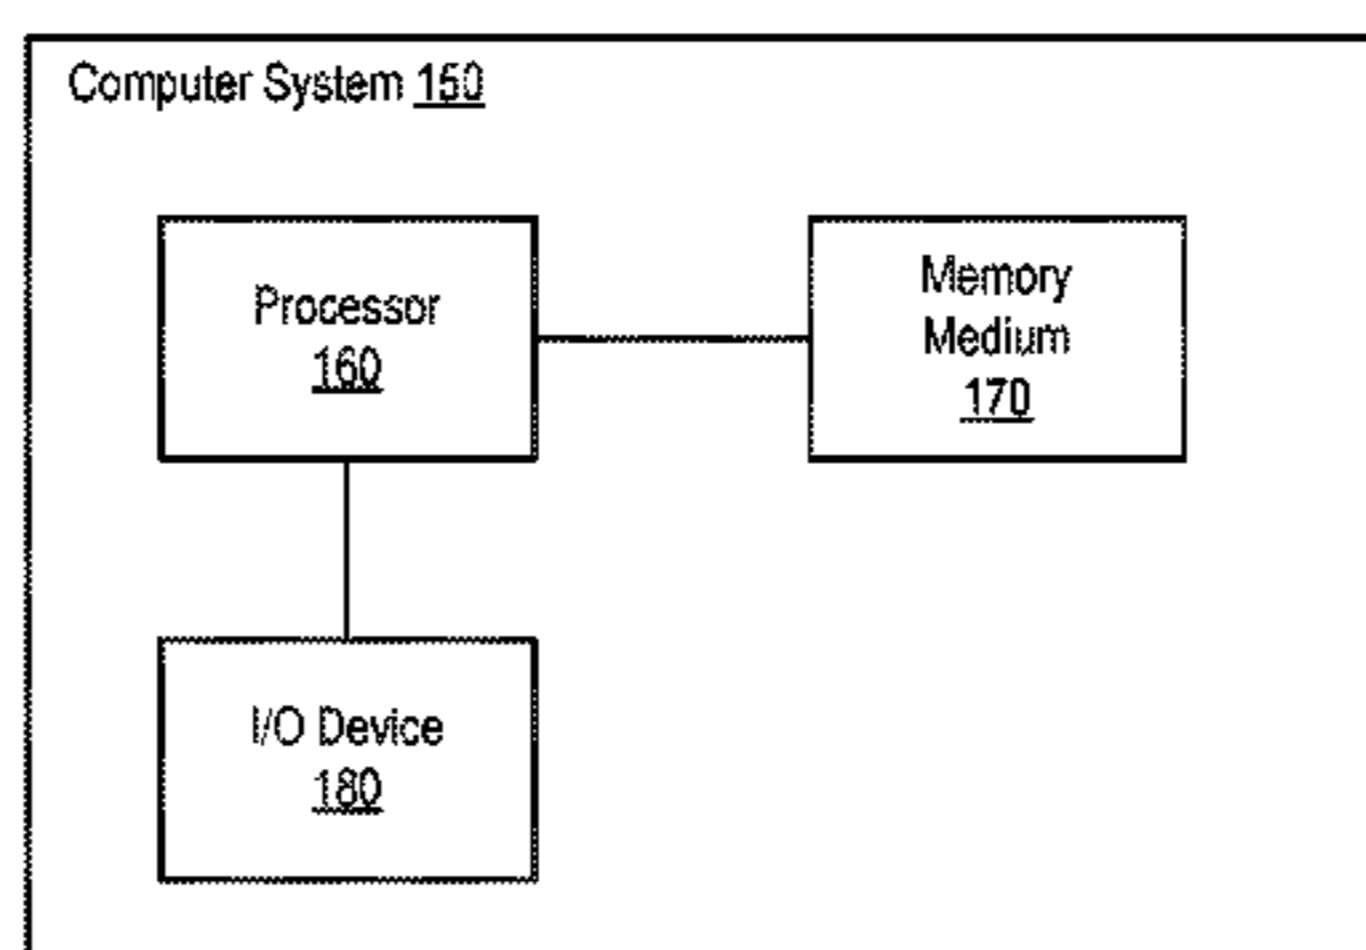 Computer System 150
Processor
160
Memory
Medium
170
I/O Device
180